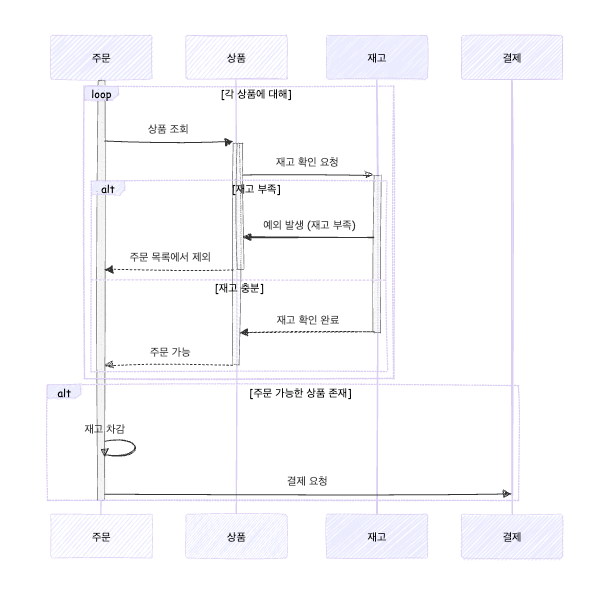 주문 상품 재고 결제
loop [각 상품에 대해]
상품 조회
재고 확인 요청
alt [재고 부족]
예외 발생 (재고 부족)
주문 목록에서 제외
[재고 충분]
재고 확인 완료
주문 가능
alt [주문 가능한 상품 존재]
재고 차감
결제 요청
주문 상품 재고 결제